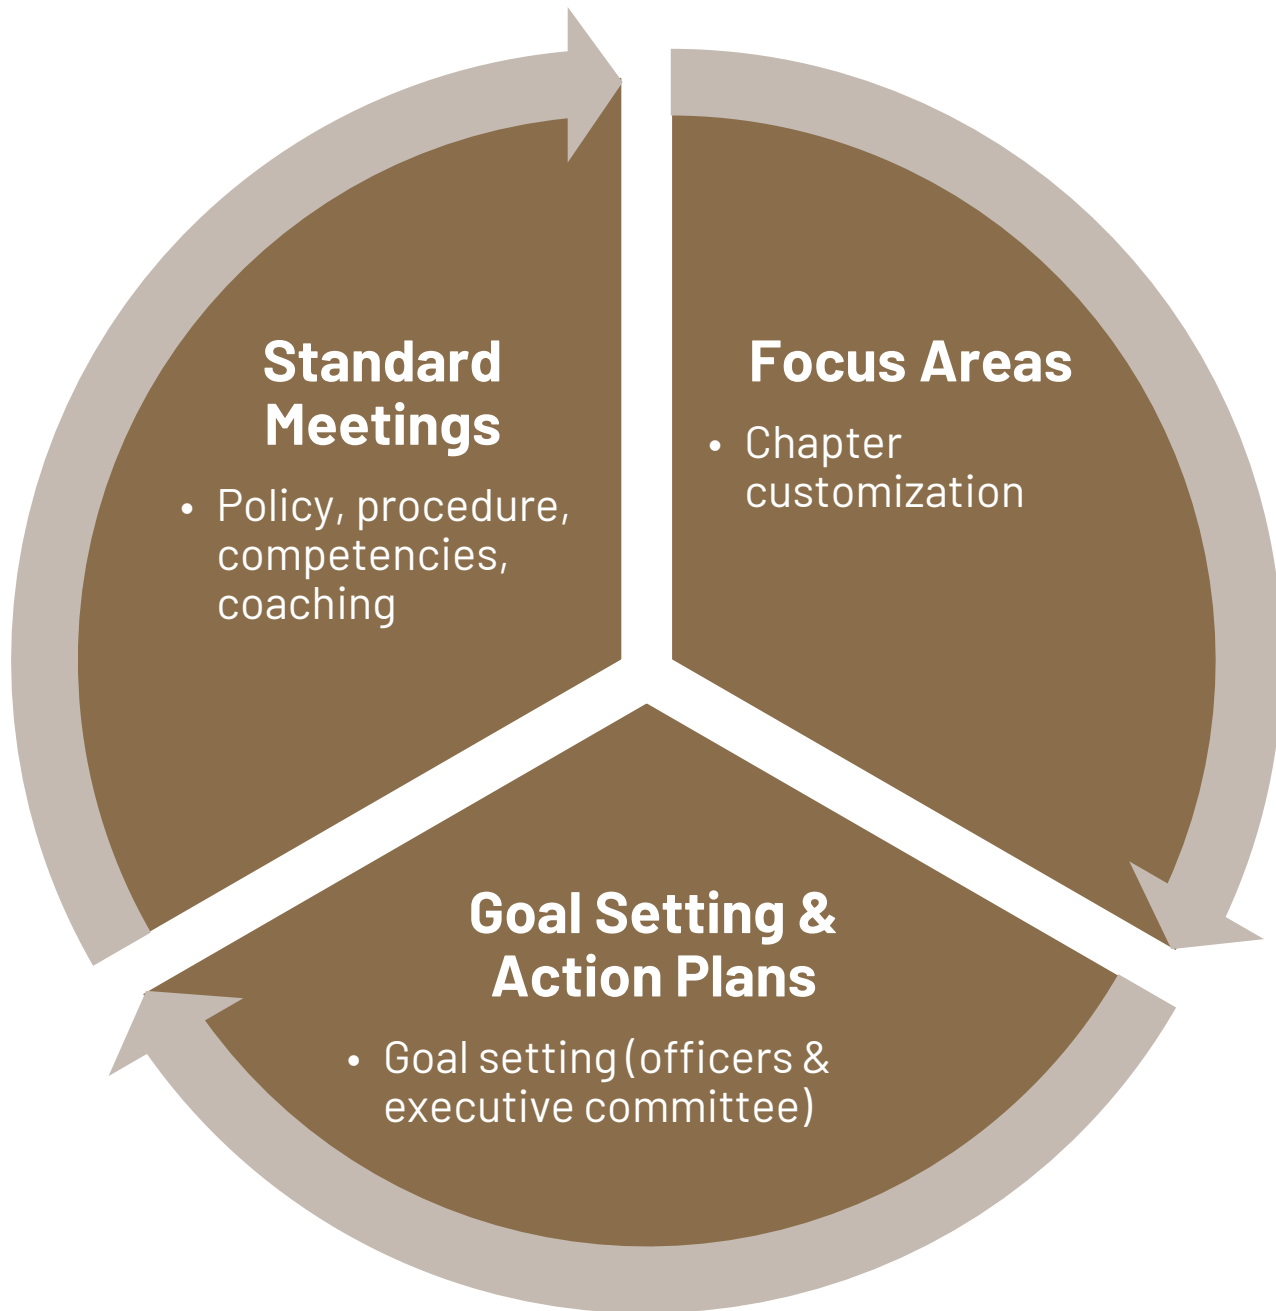 Standard
Meetings
• Policy, procedure,
competencies,
coaching
Focus Areas
• Chapter
customization
Goal Setting &
Action Plans
• Goal setting (officers &
executive committee)